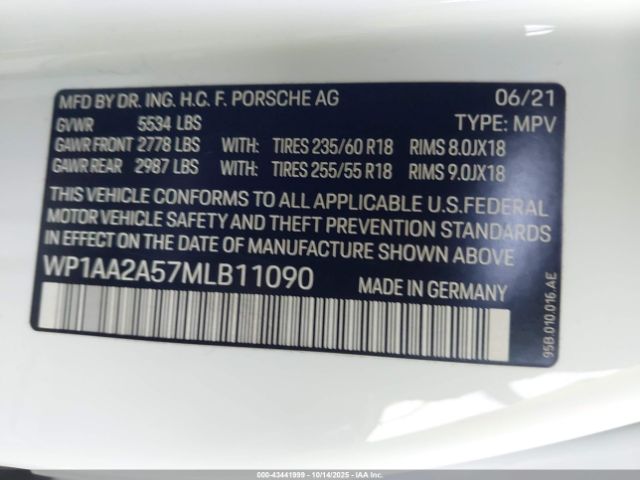 MFD BY DR. ING. H.C. F. PORSCHE AG 06/21
GVWR 5534 LBS TYPE: MPV
GAWR FRONT 2778 LBS WITH: TIRES 235/60 R18 RIMS 8.0JX18
GAWR REAR 2987 LBS WITH: TIRES 255/55 R18 RIMS 9.0JX18
THIS VEHICLE CONFORMS TO ALL APPLICABLE U.S.FEDERAL
MOTOR VEHICLE SAFETY AND THEFT PREVENTION STANDARDS
IN EFFECT ON THE DATE OF MANUFACTURE SHOWN ABOVE
WP1AA2A57MLB11090 MADE IN GERMANY
95B.010.016.AE
000-43441999 - 10/14/2025 - IAA, Inc. - Copyright